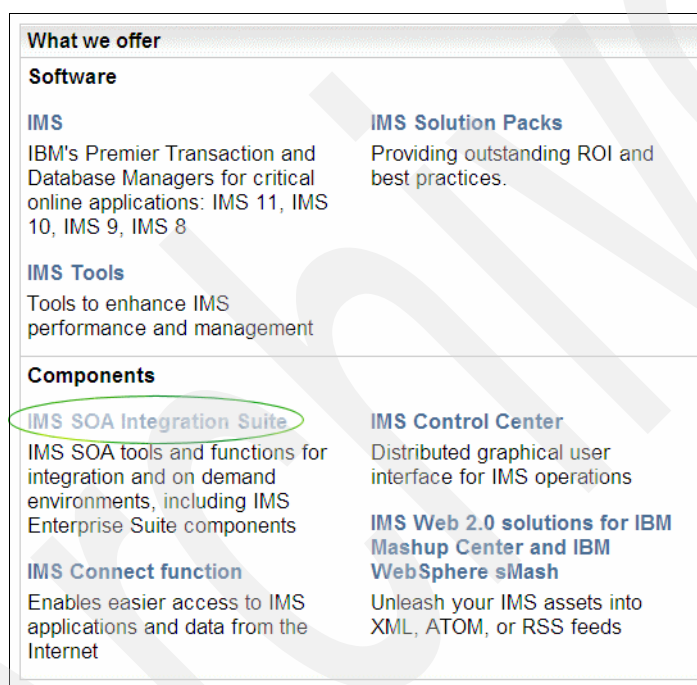 What we offer
Software
IMS
IBM's Premier Transaction and
Database Managers for critical
online applications: IMS 11, IMS
10, IMS 9, IMS 8
IMS Solution Packs
Providing outstanding ROI and
best practices.
IMS Tools
Tools to enhance IMS
performance and management
Components
IMS SOA Integration Suite
IMS SOA tools and functions for
integration and on demand
environments, including IMS
Enterprise Suite components
IMS Connect function
Enables easier access to IMS
applications and data from the
Internet
IMS Control Center
Distributed graphical user
interface for IMS operations
IMS Web 2.0 solutions for IBM
Mashup Center and IBM
WebSphere sMash
Unleash your IMS assets into
XML, ATOM, or RSS feeds